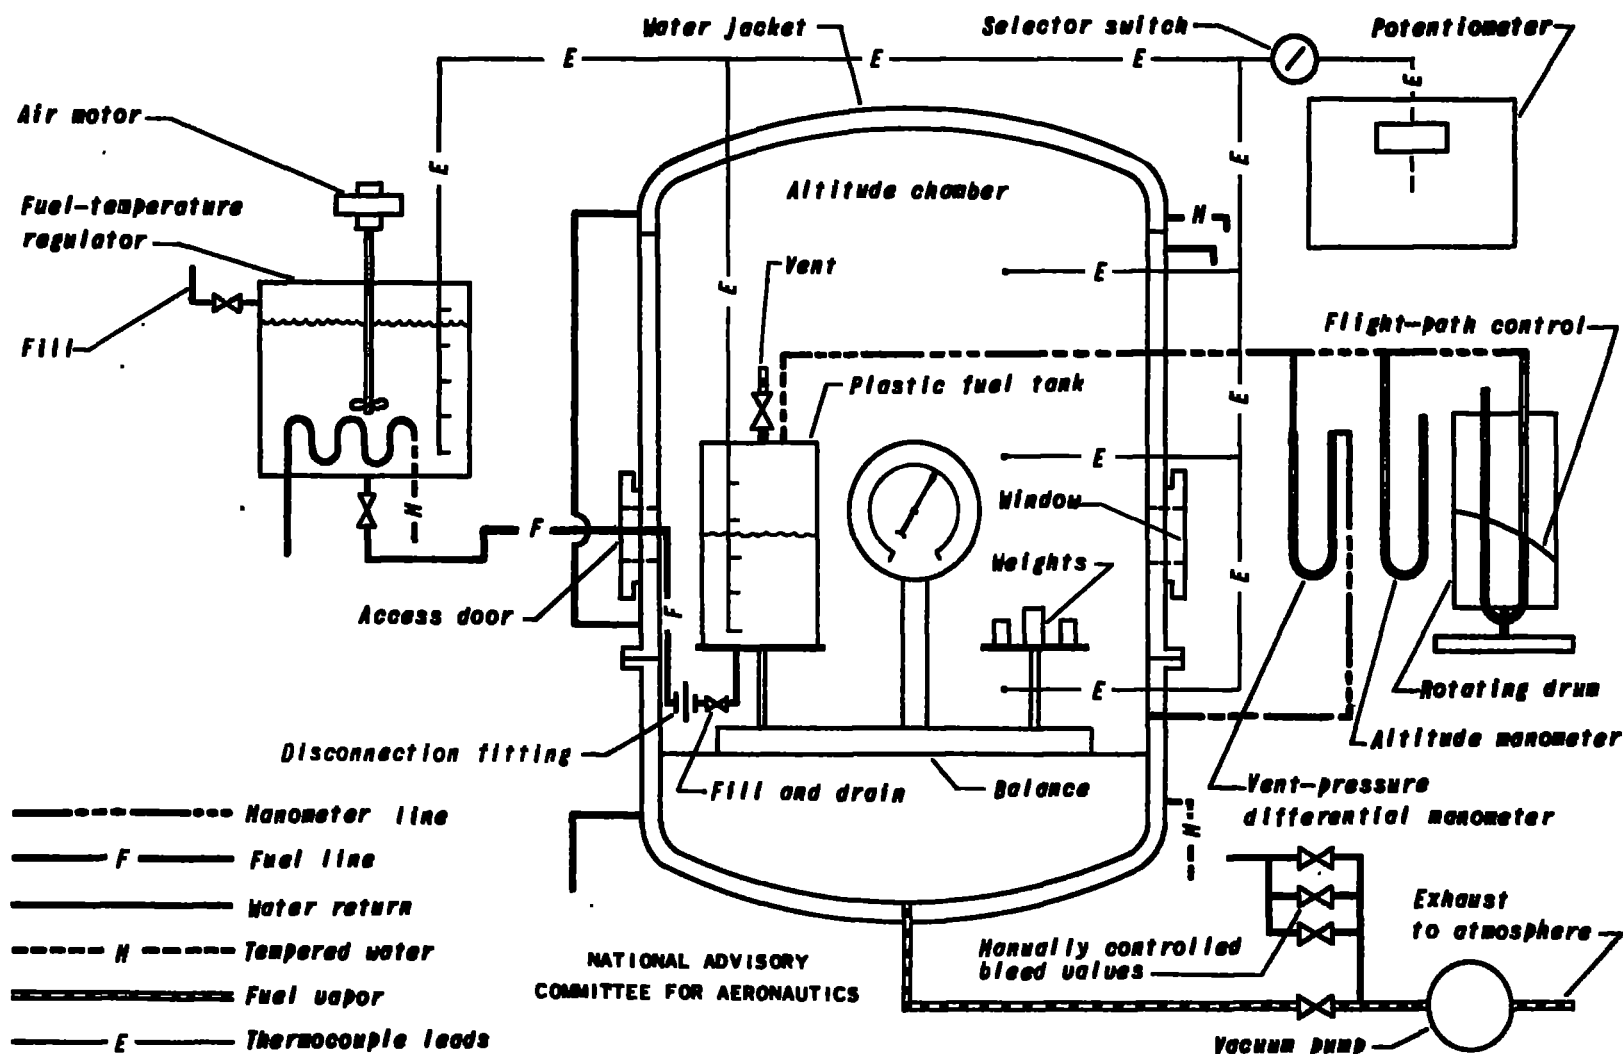 Water jacket
Selector switch
Potentiometer
E
E
E
E
Air motor
E
E
Altitude chamber
Fuel-temperature
regulator
H
Vent
E
E
Flight-path control
Fill
Plastic fuel tank
E
E
Window
H
F
Weights
E
Access door
F
E
Rotating drum
Altitude manometer
Disconnection fitting
Fill and drain
Balance
Vent-pressure
differential manometer
H
Manometer line
F
Fuel line
Water return
H
Tempered water
Fuel vapor
E
Thermocouple leads
NATIONAL ADVISORY
COMMITTEE FOR AERONAUTICS
Manually controlled
bleed values
Exhaust
to atmosphere
Vacuum pump